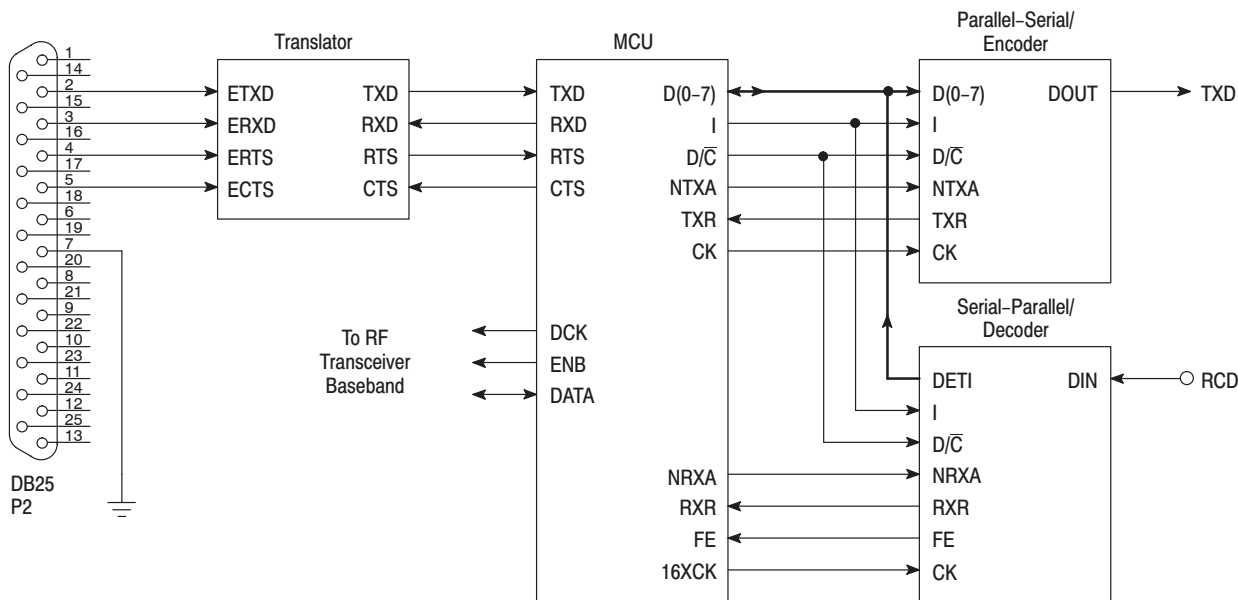 1
14
2
15
3
16
4
17
5
18
6
19
7
20
8
21
9
22
10
23
11
24
12
25
13
DB25
P2
Translator
ETXD TXD
ERXD RXD
ERTS RTS
ECTS CTS
To RF
Transceiver
Baseband
MCU
TXD D(0–7)
RXD I
RTS D/C̅
CTS NTXA
TXR
CK
DCK
ENB
DATA
NRXA
RXR
FE
16XCK
Parallel–Serial/
Encoder
D(0–7) DOUT TXD
I
D/C̅
NTXA
TXR
CK
Serial–Parallel/
Decoder
DETI DIN RCD
I
D/C̅
NRXA
RXR
FE
CK